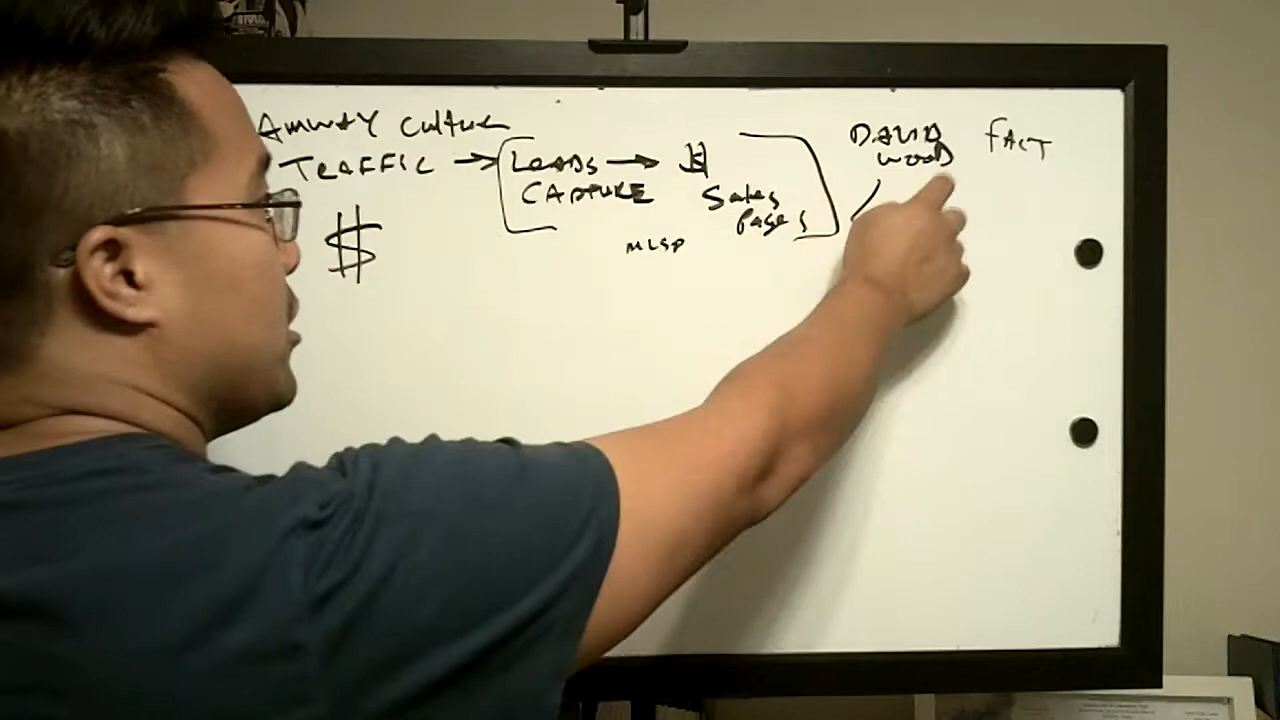 AMWAY Culture
TRAFFIC → LEADS → 
CAPTURE
Sales
Pages
MLSP
$
DAVID
WOOD
FACT